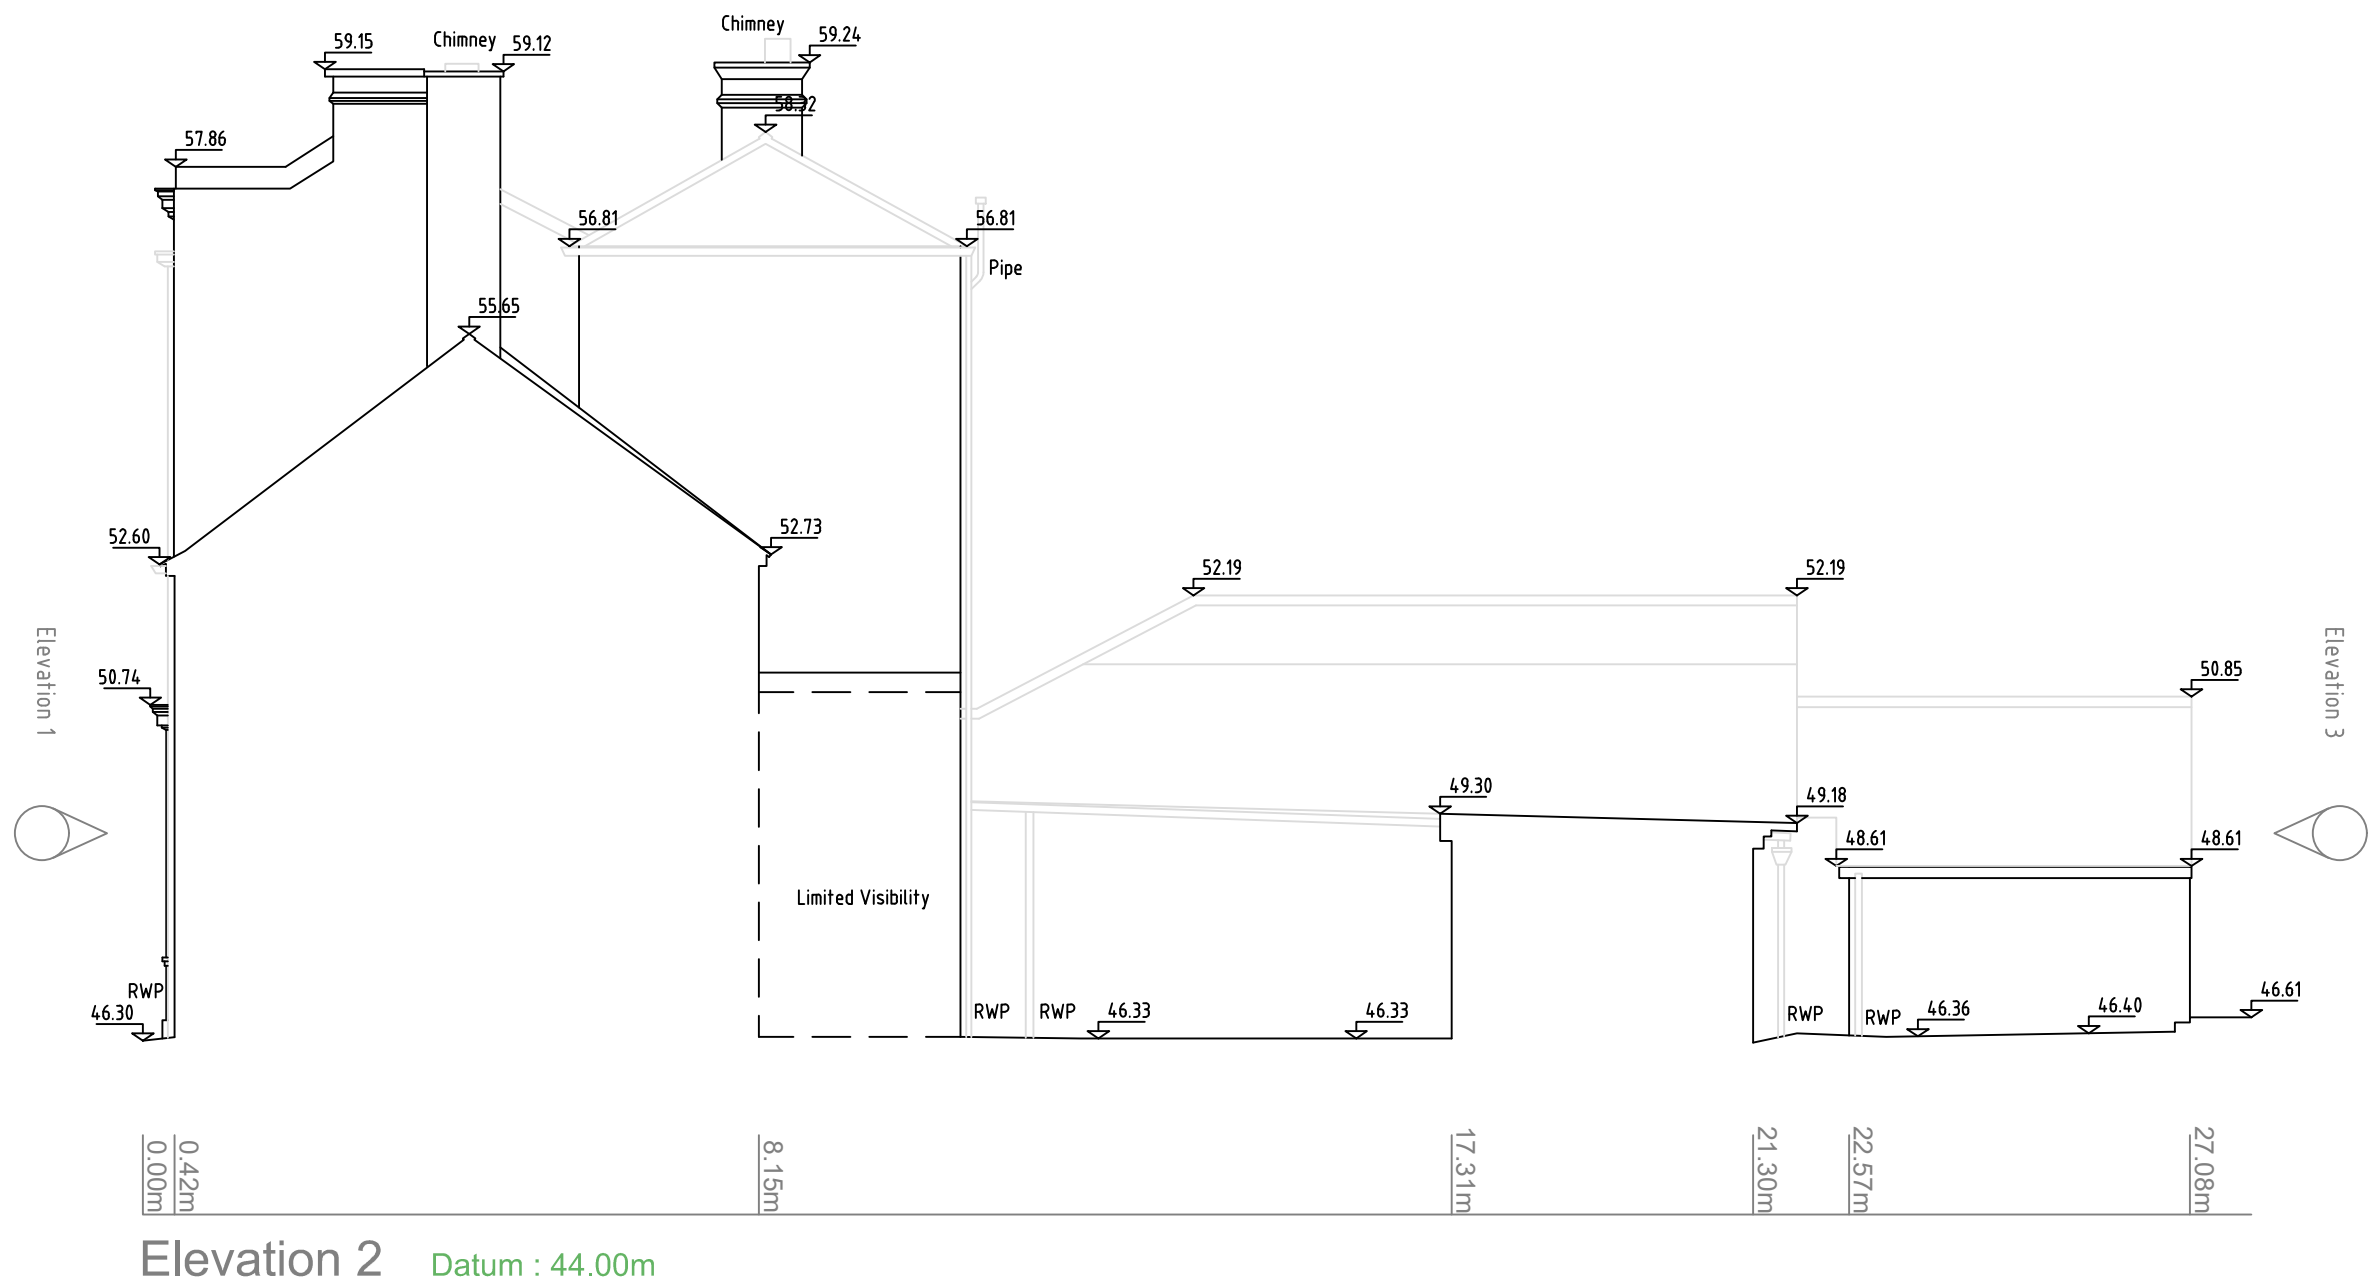 Chimney
59.24
59.15
Chimney
59.12
58.32
57.86
56.81
56.81
Pipe
55.65
52.60
52.73
52.19
52.19
Elevation 1
Elevation 3
50.74
50.85
49.30
49.18
48.61
48.61
Limited Visibility
RWP
46.30
RWP
RWP
46.33
46.33
RWP
RWP
46.36
46.40
46.61
0.00m
0.42m
8.15m
17.31m
21.30m
22.57m
27.08m
Elevation 2
Datum : 44.00m